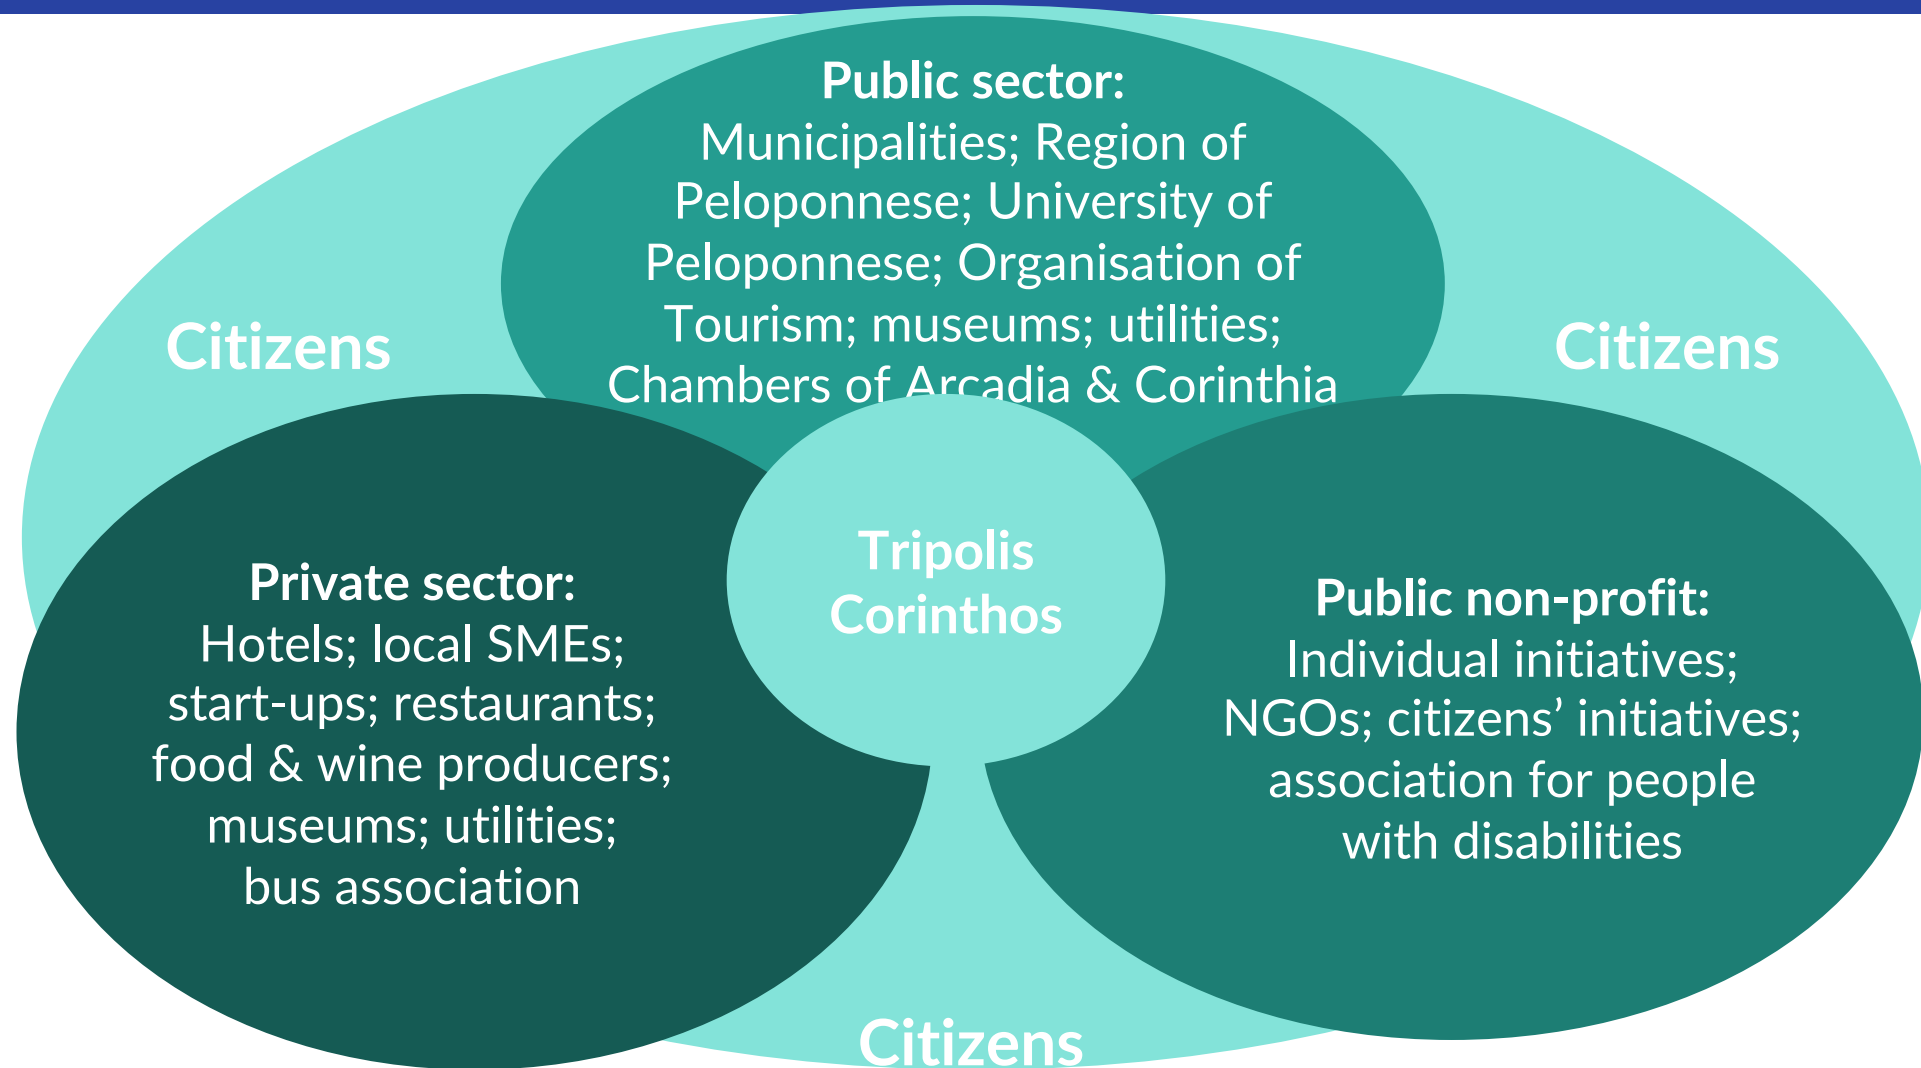 Public sector:
Municipalities; Region of
Peloponnese; University of
Peloponnese; Organisation of
Tourism; museums; utilities;
Chambers of Arcadia & Corinthia
Citizens
Citizens
Tripolis
Corinthos
Private sector:
Hotels; local SMEs;
start-ups; restaurants;
food & wine producers;
museums; utilities;
bus association
Public non-profit:
Individual initiatives;
NGOs; citizens’ initiatives;
association for people
with disabilities
Citizens